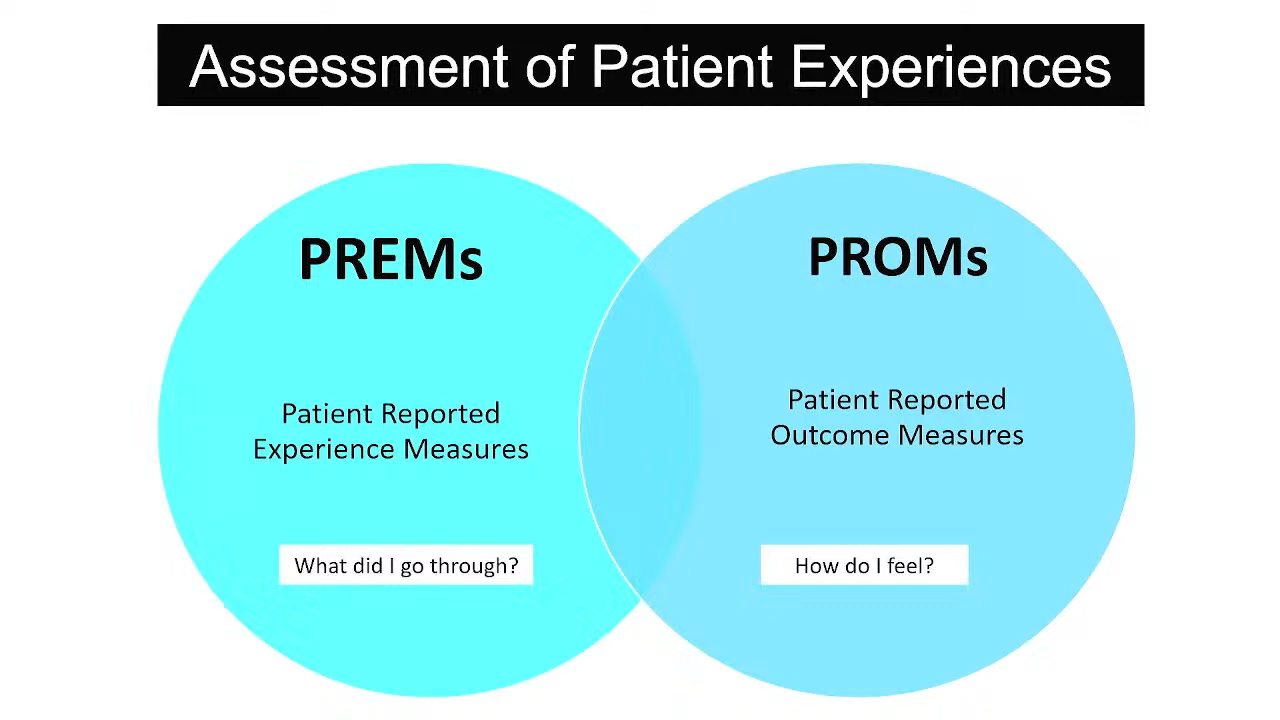 Assessment of Patient Experiences
PREMs
Patient Reported
Experience Measures
What did I go through?
PROMs
Patient Reported
Outcome Measures
How do I feel?